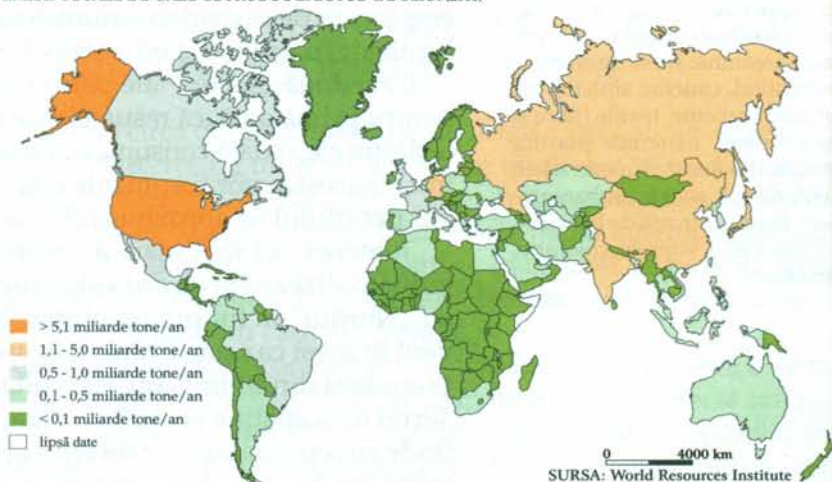 > 5,1 miliarde tone/an
1,1 - 5,0 miliarde tone/an
0,5 - 1,0 miliarde tone/an
0,1 - 0,5 miliarde tone/an
< 0,1 miliarde tone/an
lipsă date
0 4000 km
SURSA: World Resources Institute